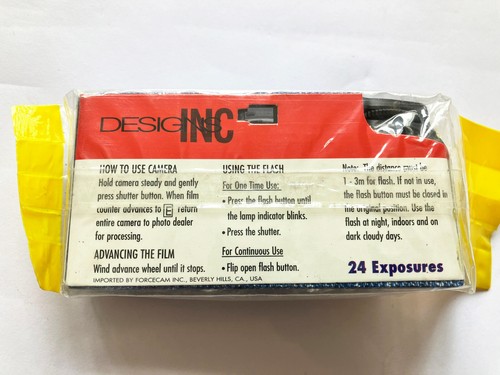 DESIGNS INC
HOW TO USE CAMERA
Hold camera steady and gently
press shutter button. When film
counter advances to E return
entire camera to photo dealer
for processing.
ADVANCING THE FILM
Wind advance wheel until it stops.
IMPORTED BY FORCECAM INC., BEVERLY HILLS, CA., USA
USING THE FLASH
For One Time Use:
• Press the flash button until
the lamp indicator blinks.
• Press the shutter.
For Continuous Use
• Flip open flash button.
Note: The distance must be
1 - 3m for flash. If not in use,
the flash button must be closed in
the original position. Use the
flash at night, indoors and on
dark cloudy days.
24 Exposures